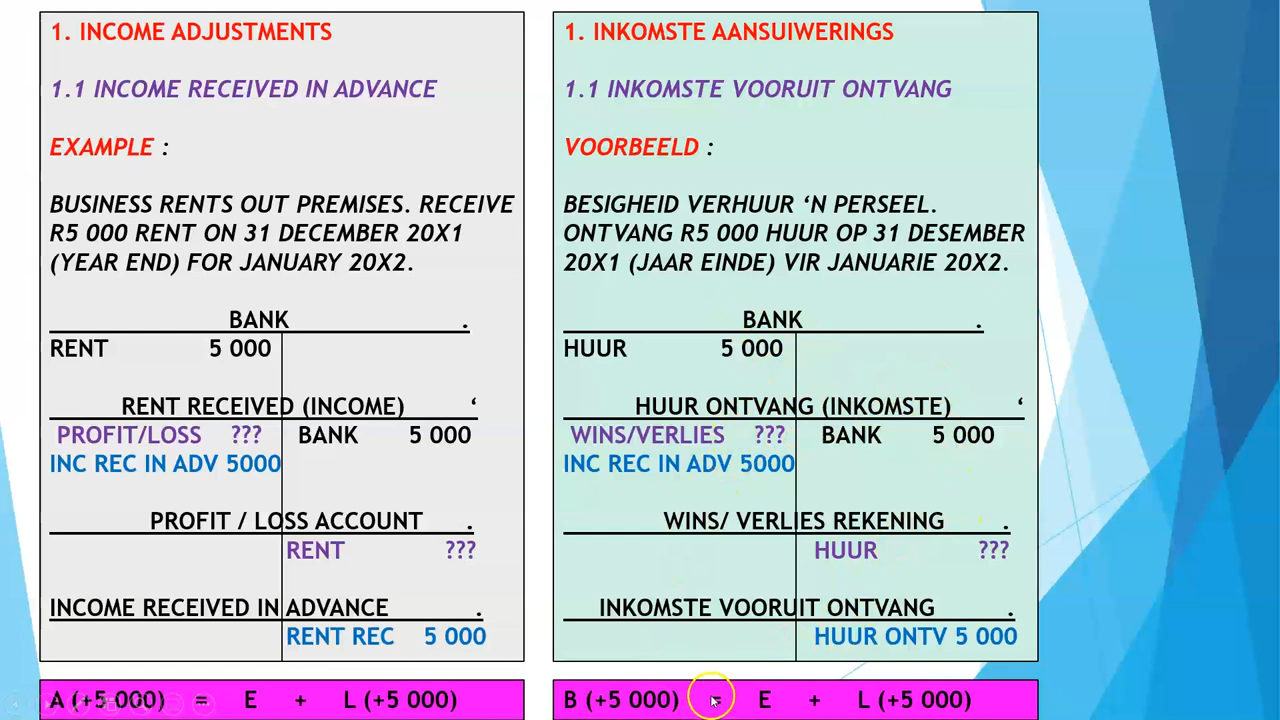 1. INCOME ADJUSTMENTS
1.1 INCOME RECEIVED IN ADVANCE
EXAMPLE :
BUSINESS RENTS OUT PREMISES. RECEIVE
R5 000 RENT ON 31 DECEMBER 20X1
(YEAR END) FOR JANUARY 20X2.
BANK .
RENT 5 000
RENT RECEIVED (INCOME) ‘
PROFIT/LOSS ??? BANK 5 000
INC REC IN ADV 5000
PROFIT / LOSS ACCOUNT .
RENT ???
INCOME RECEIVED IN ADVANCE .
RENT REC 5 000
A (+5 000) = E + L (+5 000)
1. INKOMSTE AANSUIWERINGS
1.1 INKOMSTE VOORUIT ONTVANG
VOORBEELD :
BESIGHEID VERHUUR ‘N PERSEEL.
ONTVANG R5 000 HUUR OP 31 DESEMBER
20X1 (JAAR EINDE) VIR JANUARIE 20X2.
BANK .
HUUR 5 000
HUUR ONTVANG (INKOMSTE) ‘
WINS/VERLIES ??? BANK 5 000
INC REC IN ADV 5000
WINS/ VERLIES REKENING .
HUUR ???
INKOMSTE VOORUIT ONTVANG .
HUUR ONTV 5 000
B (+5 000) = E + L (+5 000)